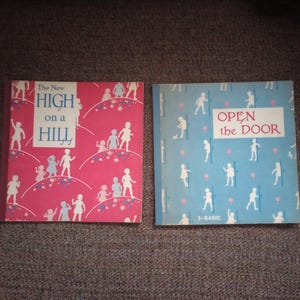 The New
HIGH
on a
HILL
OPEN
the DOOR
3-BASIC